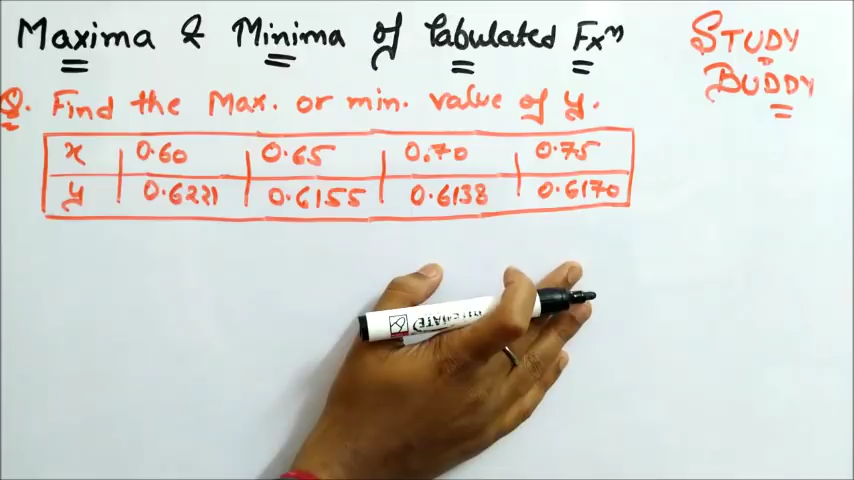 Maxima & Minima of Tabulated Fxⁿ
STUDY BUDDY
Q. Find the Max. or min. value of y.
x 0.60 0.65 0.70 0.75
y 0.6221 0.6155 0.6138 0.6170